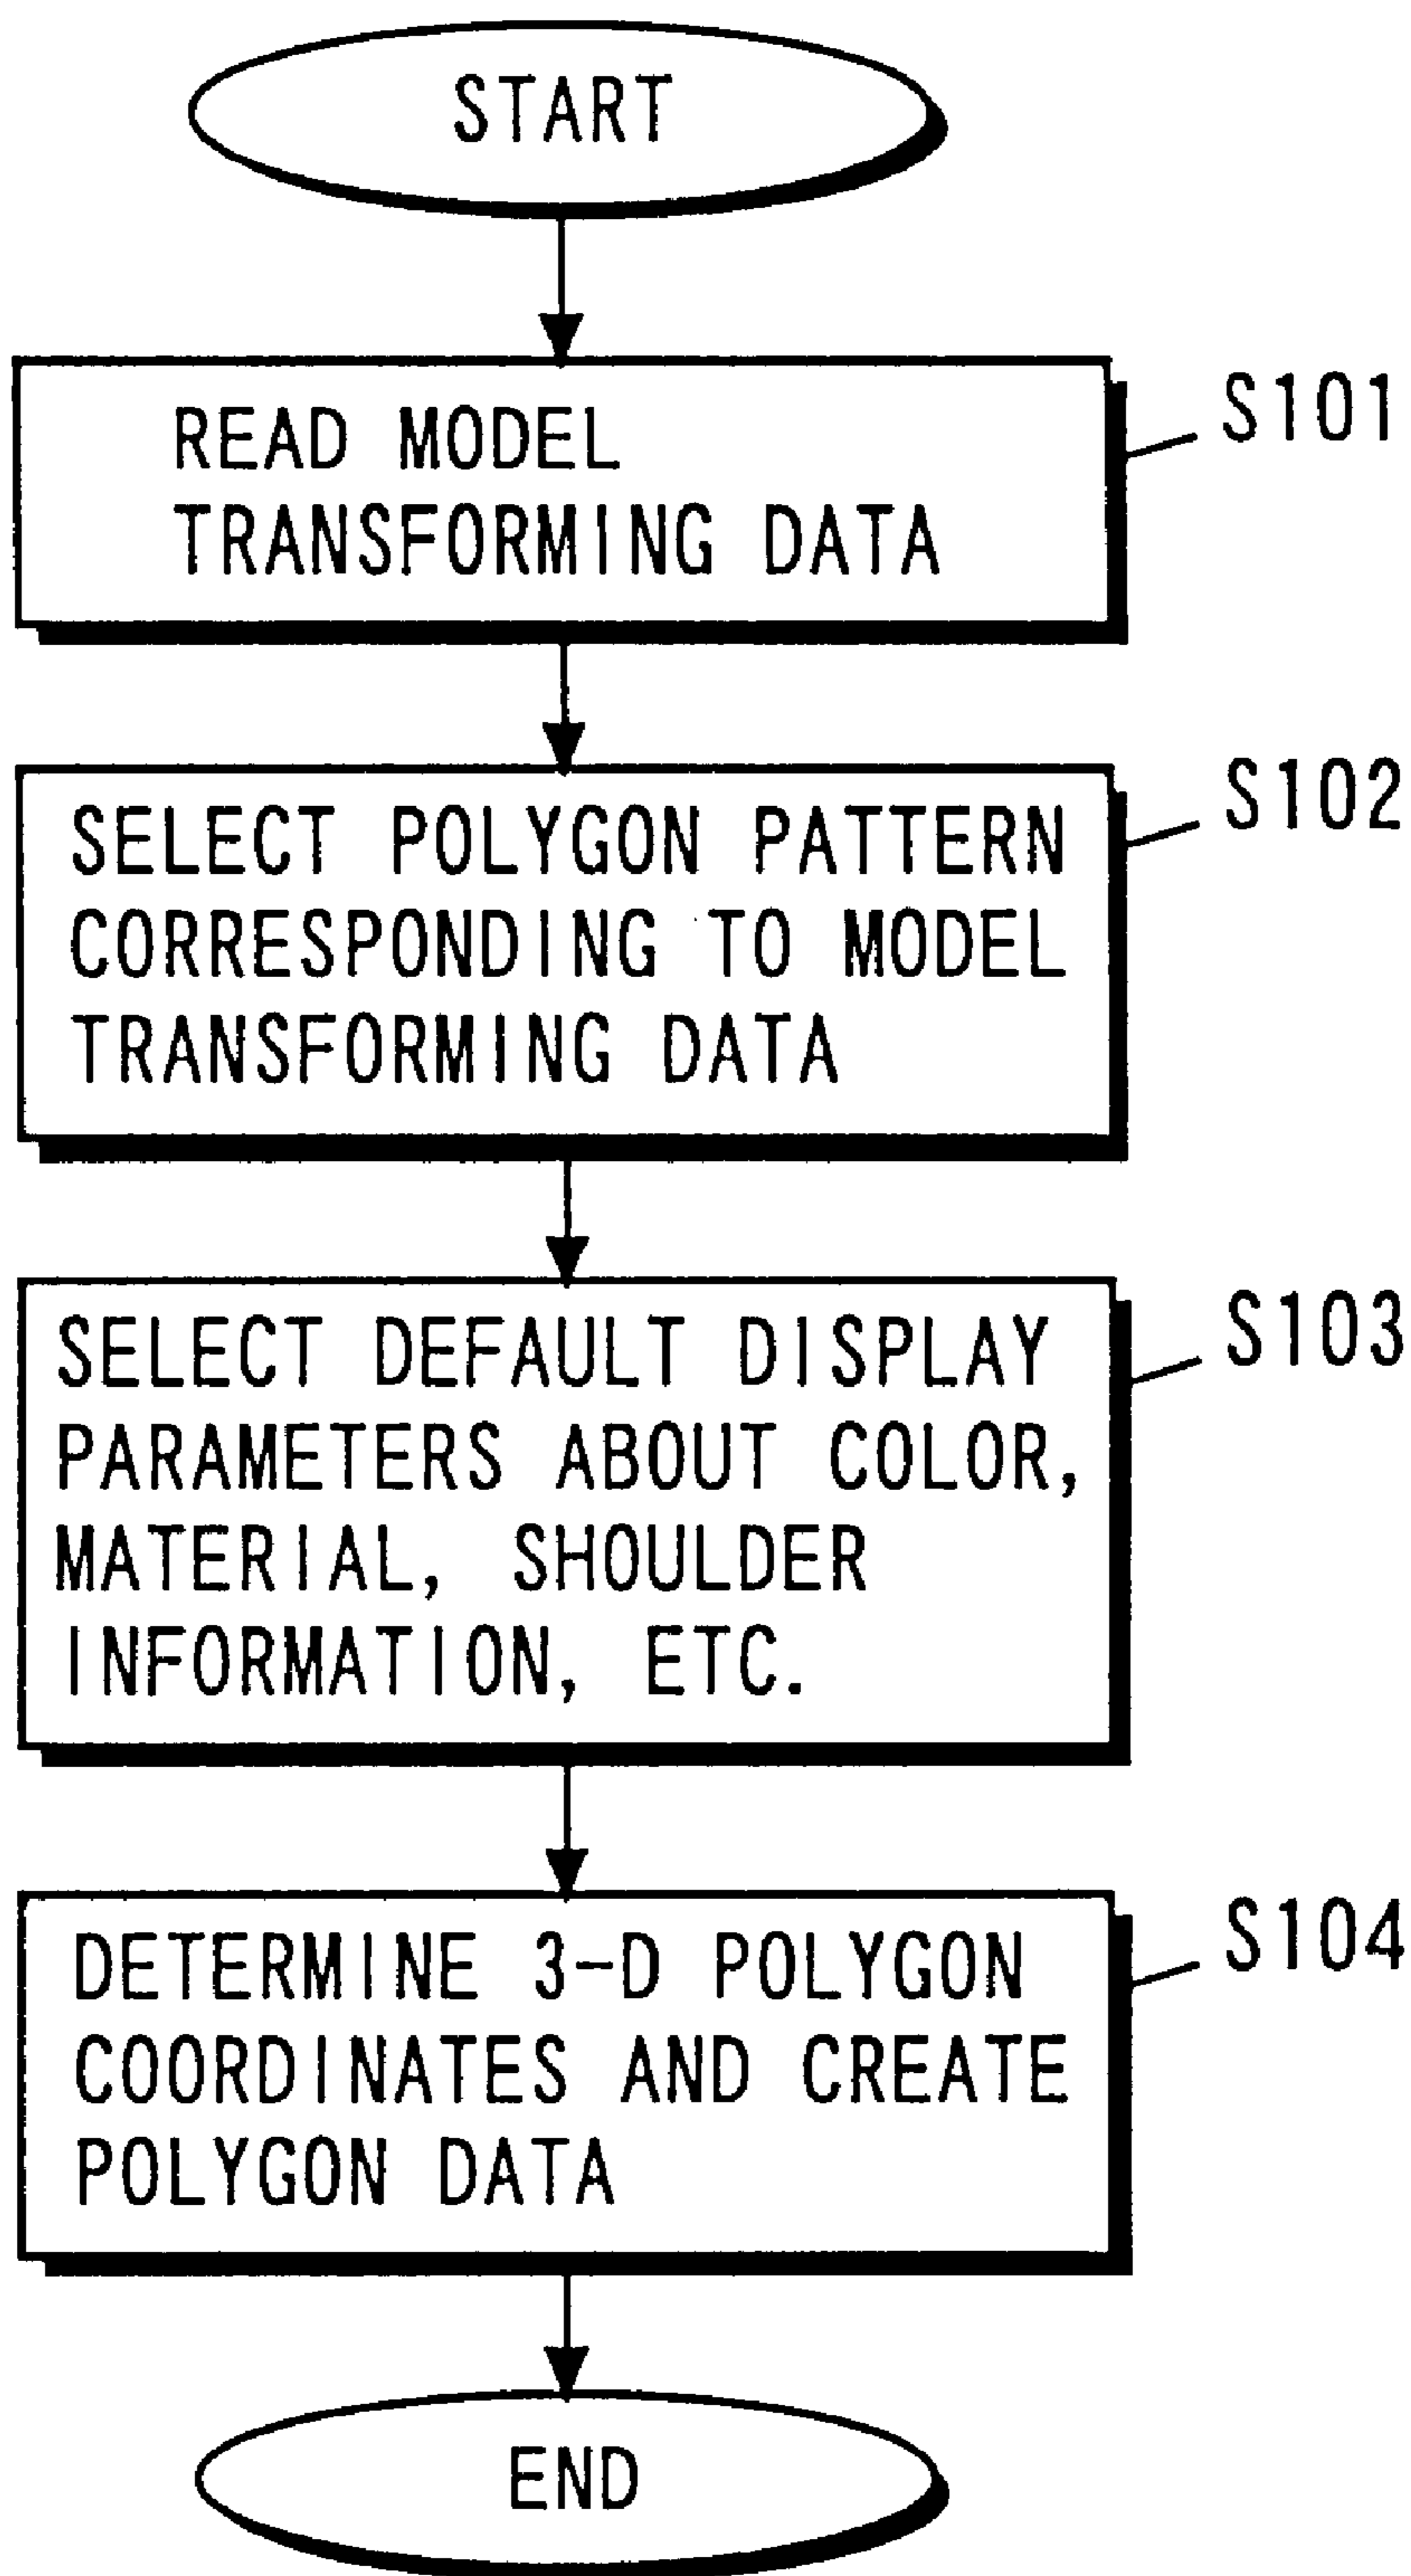 START
READ MODEL
TRANSFORMING DATA
S101
SELECT POLYGON PATTERN
CORRESPONDING TO MODEL
TRANSFORMING DATA
S102
SELECT DEFAULT DISPLAY
PARAMETERS ABOUT COLOR,
MATERIAL, SHOULDER
INFORMATION, ETC.
S103
DETERMINE 3-D POLYGON
COORDINATES AND CREATE
POLYGON DATA
S104
END